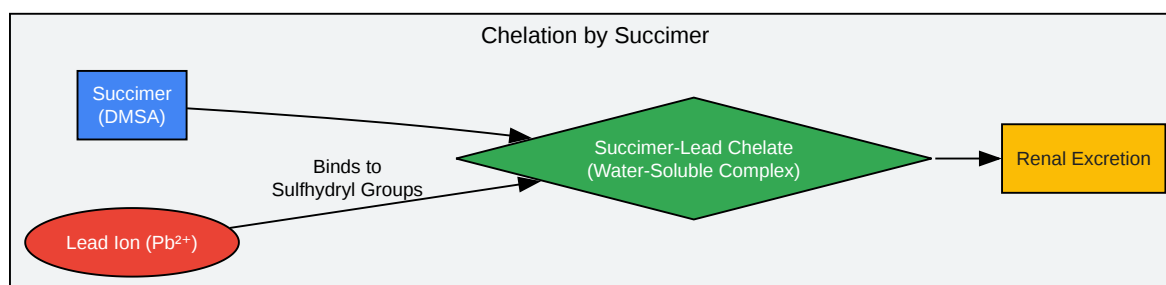 Chelation by Succimer
Succimer
(DMSA)
Binds to
Sulfhydryl Groups
Lead Ion (Pb²⁺)
Succimer-Lead Chelate
(Water-Soluble Complex)
Renal Excretion